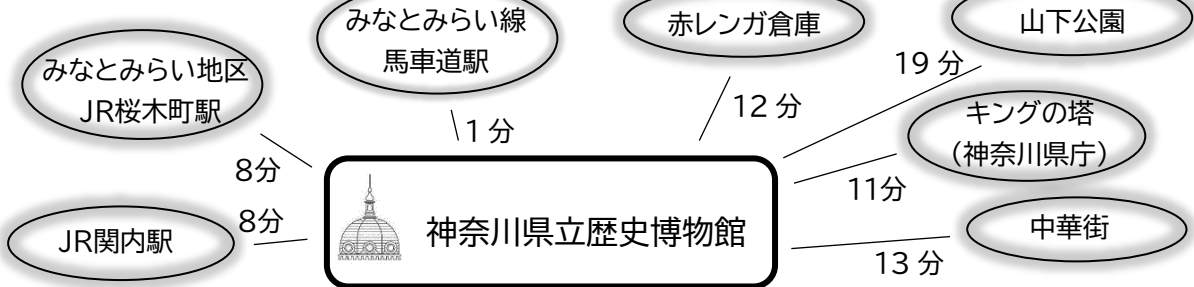 みなとみらい線
馬車道駅
赤レンガ倉庫
山下公園
みなとみらい地区
JR桜木町駅
19 分
12 分
キングの塔
(神奈川県庁)
1 分
8分
11分
神奈川県立歴史博物館
8分
JR関内駅
中華街
13 分